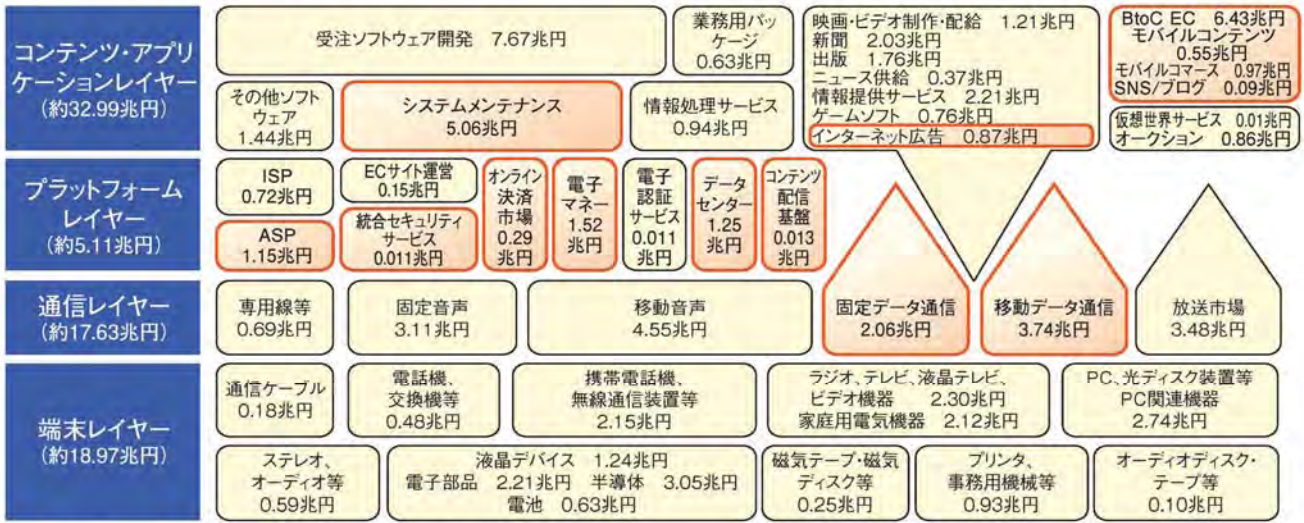 コンテンツ・アプリ
ケーションレイヤー
（約32.99兆円）
受注ソフトウェア開発 7.67兆円
業務用パッ
ケージ
0.63兆円
映画・ビデオ制作・配給 1.21兆円
新聞 2.03兆円
出版 1.76兆円
ニュース供給 0.37兆円
情報提供サービス 2.21兆円
ゲームソフト 0.76兆円
インターネット広告 0.87兆円
BtoC EC 6.43兆円
モバイルコンテンツ
0.55兆円
モバイルコマース 0.97兆円
SNS/ブログ 0.09兆円
その他ソフト
ウェア
1.44兆円
システムメンテナンス
5.06兆円
情報処理サービス
0.94兆円
仮想世界サービス 0.01兆円
オークション 0.86兆円
プラットフォーム
レイヤー
（約5.11兆円）
ISP
0.72兆円
ASP
1.15兆円
ECサイト運営
0.15兆円
統合セキュリティ
サービス
0.011兆円
オンライン
決済
市場
0.29
兆円
電子
マネー
1.52
兆円
電子
認証
サービス
0.011
兆円
データ
センター
1.25
兆円
コンテンツ
配信
基盤
0.013
兆円
通信レイヤー
（約17.63兆円）
専用線等
0.69兆円
固定音声
3.11兆円
移動音声
4.55兆円
固定データ通信
2.06兆円
移動データ通信
3.74兆円
放送市場
3.48兆円
端末レイヤー
（約18.97兆円）
通信ケーブル
0.18兆円
電話機、
交換機等
0.48兆円
携帯電話機、
無線通信装置等
2.15兆円
ラジオ、テレビ、液晶テレビ、
ビデオ機器 2.30兆円
家庭用電気機器 2.12兆円
PC、光ディスク装置等
PC関連機器
2.74兆円
ステレオ、
オーディオ等
0.59兆円
液晶デバイス 1.24兆円
電子部品 2.21兆円 半導体 3.05兆円
電池 0.63兆円
磁気テープ・磁気
ディスク等
0.25兆円
プリンタ、
事務用機械等
0.93兆円
オーディオディスク・
テープ等
0.10兆円